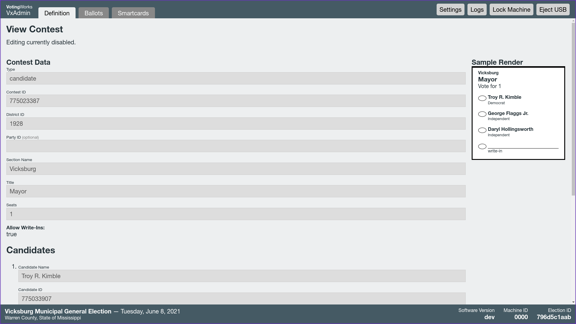 VotingWorks
VxAdmin
Definition
Ballots
Smartcards
Settings
Logs
Lock Machine
Eject USB
View Contest
Editing currently disabled.
Contest Data
Type
candidate
Contest ID
775023387
District ID
1928
Party ID (optional)
Section Name
Vicksburg
Title
Mayor
Seats
1
Allow Write-Ins:
true
Candidates
1.
Candidate Name
Troy R. Kimble
Candidate ID
775033907
Sample Render
Vicksburg
Mayor
Vote for 1
Troy R. Kimble
Democrat
George Flaggs Jr.
Independent
Daryl Hollingsworth
Independent
write-in
Vicksburg Municipal General Election — Tuesday, June 8, 2021
Warren County, State of Mississippi
Software Version
dev
Machine ID
0000
Election ID
796d5c1aab